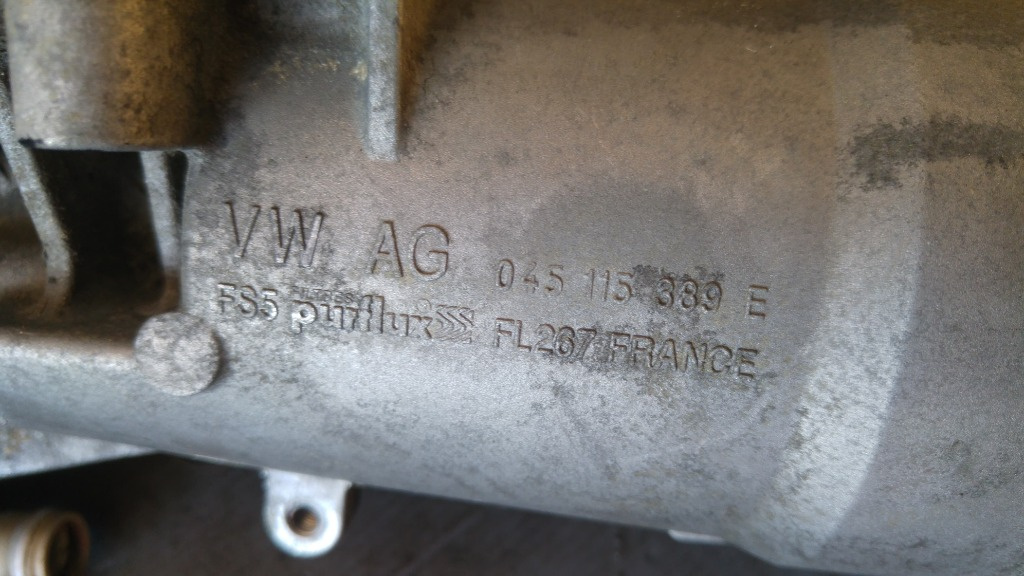 VW AG 045 115 389 E
FS5 purflux FL267 FRANCE